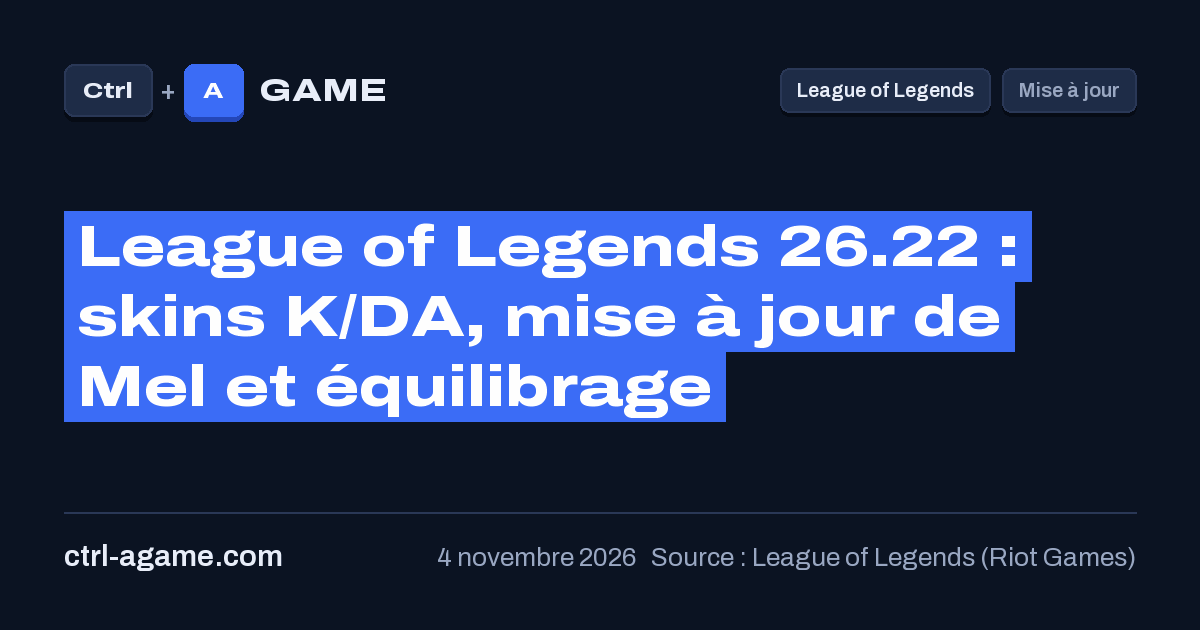 Ctrl + A GAME
League of Legends
Mise à jour
League of Legends 26.22 :
skins K/DA, mise à jour de
Mel et équilibrage
ctrl-agame.com
4 novembre 2026 Source : League of Legends (Riot Games)